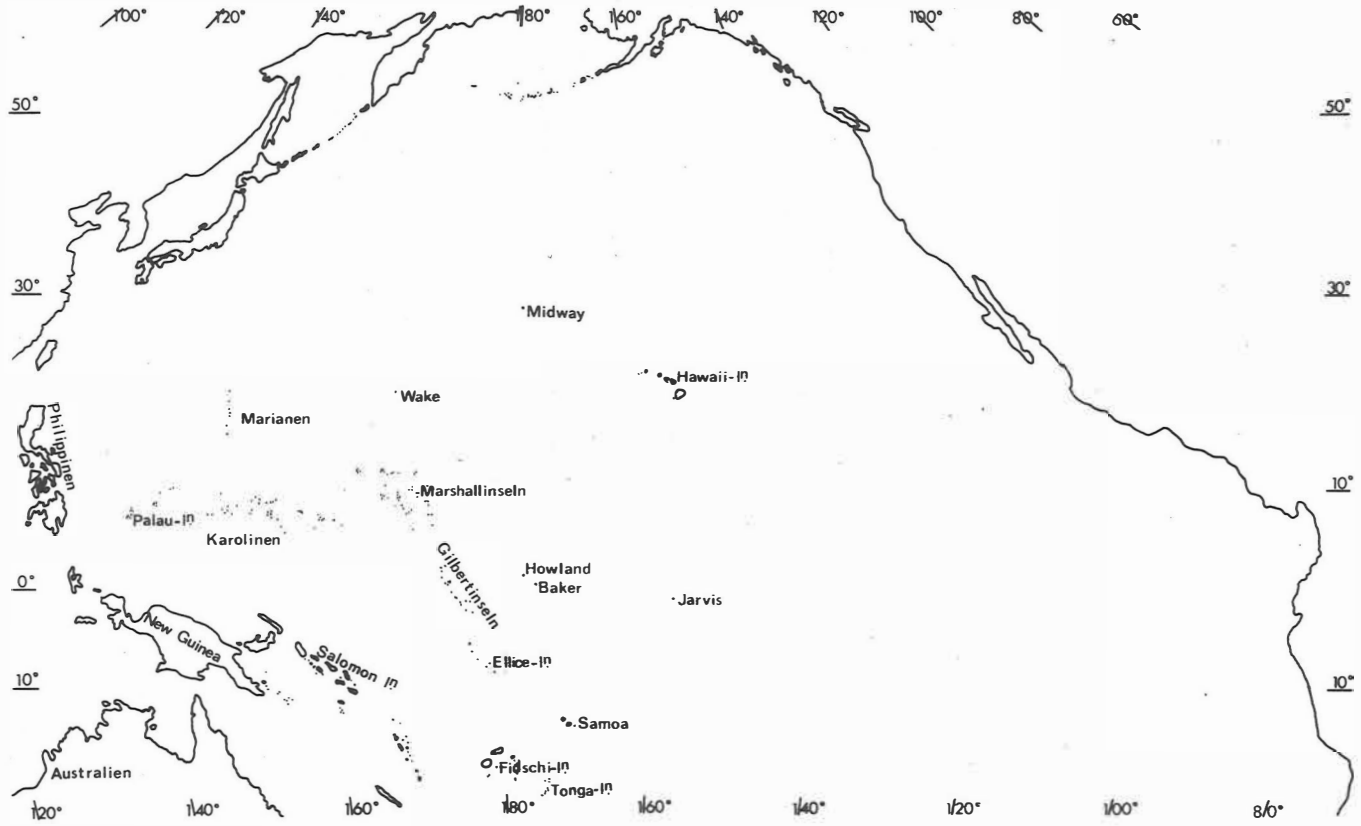 100° 120° 140° 180° 160° 140° 120° 100° 80° 60°
50° 50°
30° 30°
Midway
Hawaii-In
Wake
Marianen
Philippinen
Marshallinseln
10°
Palau-In
Karolinen
Gilbertinseln
Howland
Baker
0°
Jarvis
New Guinea
Salomon In
Ellice-In
10° 10°
Samoa
Fidschi-In
Australien
Tonga-In
120° 140° 160° 180° 160° 140° 120° 100° 80°